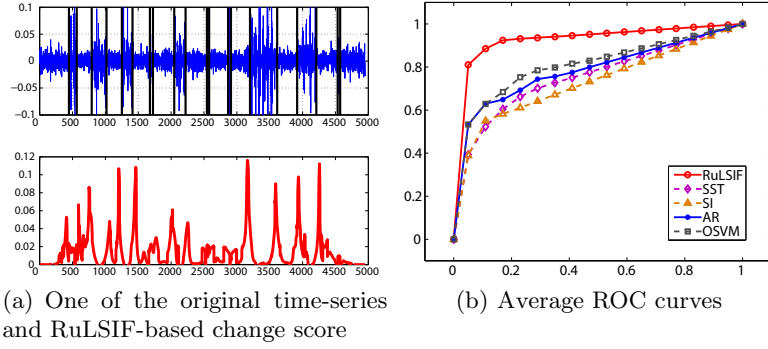 0.1
0.05
0
−0.05
−0.1
0 500 1000 1500 2000 2500 3000 3500 4000 4500 5000
0.12
0.1
0.08
0.06
0.04
0.02
0
0 500 1000 1500 2000 2500 3000 3500 4000 4500 5000
(a) One of the original time-series
and RuLSIF-based change score
1
0.8
0.6
0.4
0.2
0
0 0.2 0.4 0.6 0.8 1
RuLSIF
SST
SI
AR
OSVM
(b) Average ROC curves